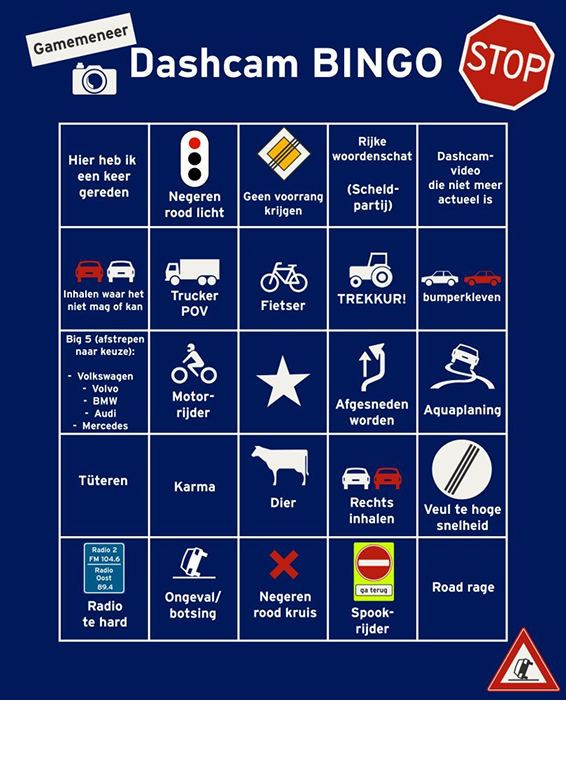 Gamemeneer
Dashcam BINGO
STOP
Hier heb ik
een keer
gereden
Negeren
rood licht
Geen voorrang
krijgen
Rijke
woordenschat
(Scheld-
partij)
Dashcam-
video
die niet meer
actueel is
Inhalen waar het
niet mag of kan
Trucker
POV
Fietser
TREKKUR!
bumperkleven
Big 5 (afstrepen
naar keuze):
- Volkswagen
- Volvo
- BMW
- Audi
- Mercedes
Motor-
rijder
Afgesneden
worden
Aquaplaning
Tüteren
Karma
Dier
Rechts
inhalen
Veul te hoge
snelheid
Radio 2
FM 104.6
Radio
Oost
89.4
Radio
te hard
Ongeval/
botsing
Negeren
rood kruis
ga terug
Spook-
rijder
Road rage